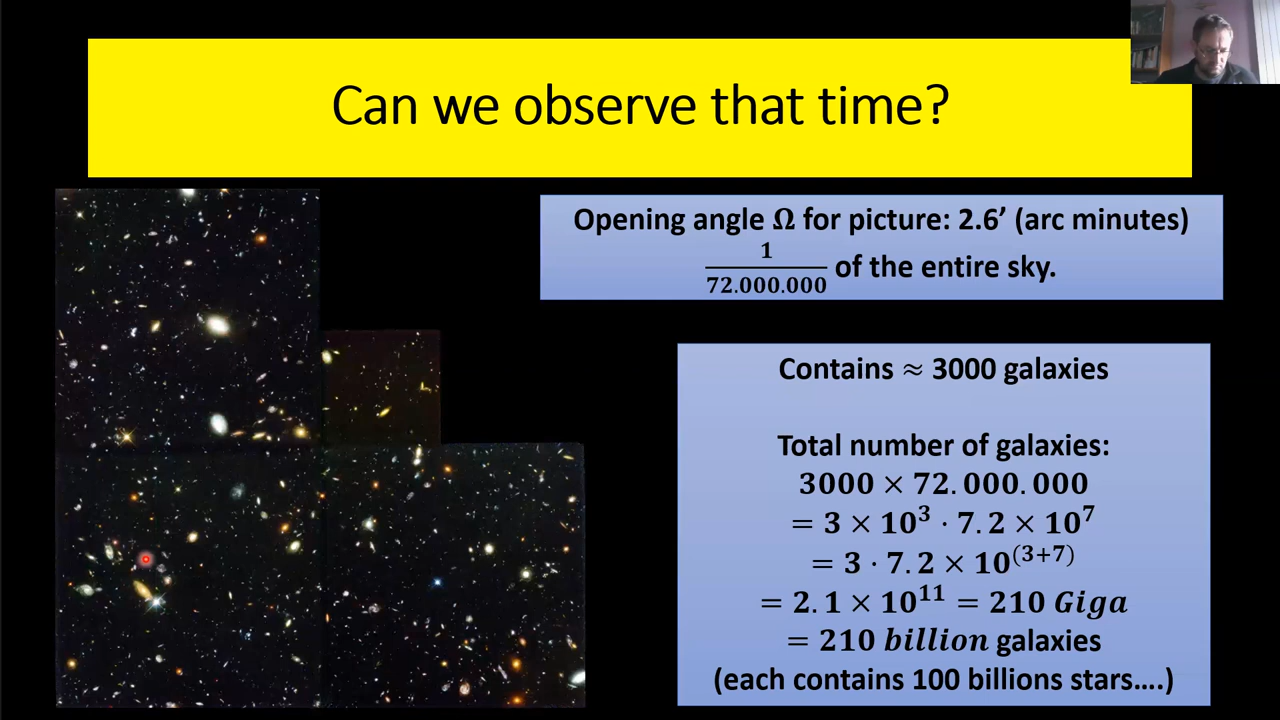 Can we observe that time?
Opening angle Ω for picture: 2.6’ (arc minutes)
1/72.000.000 of the entire sky.
Contains ≈ 3000 galaxies
Total number of galaxies:
3000 × 72.000.000
= 3 × 10³ · 7.2 × 10⁷
= 3 · 7.2 × 10⁽³⁺⁷⁾
= 2.1 × 10¹¹ = 210 Giga
= 210 billion galaxies
(each contains 100 billions stars….)